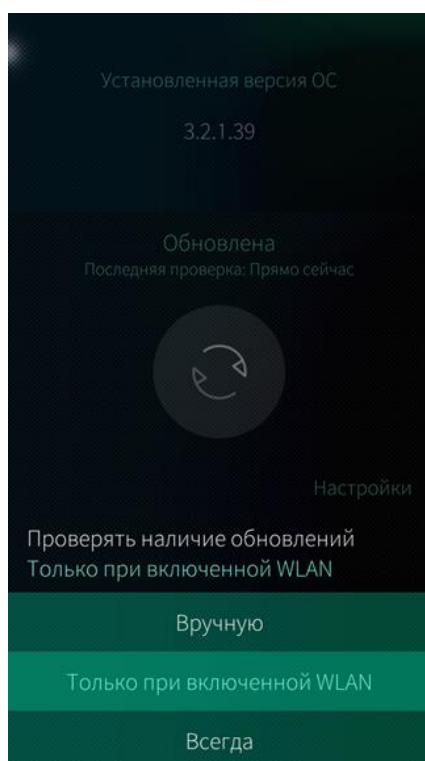 Установленная версия ОС
3.2.1.39
Обновлена
Последняя проверка: Прямо сейчас
Настройки
Проверять наличие обновлений
Только при включенной WLAN
Вручную
Только при включенной WLAN
Всегда